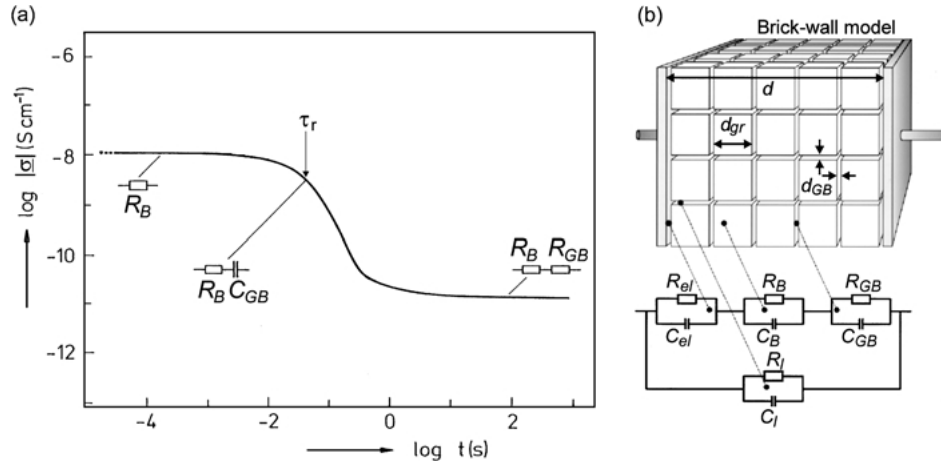 (a)
(b)
Brick-wall model
-6
-8
-10
-12
log |σ| (S cm⁻¹)
τr
RB
RB CGB
RB RGB
-4
-2
0
2
log t(s)
d
dgr
dGB
Rel
RB
RGB
Cel
CB
CGB
Rl
Cl